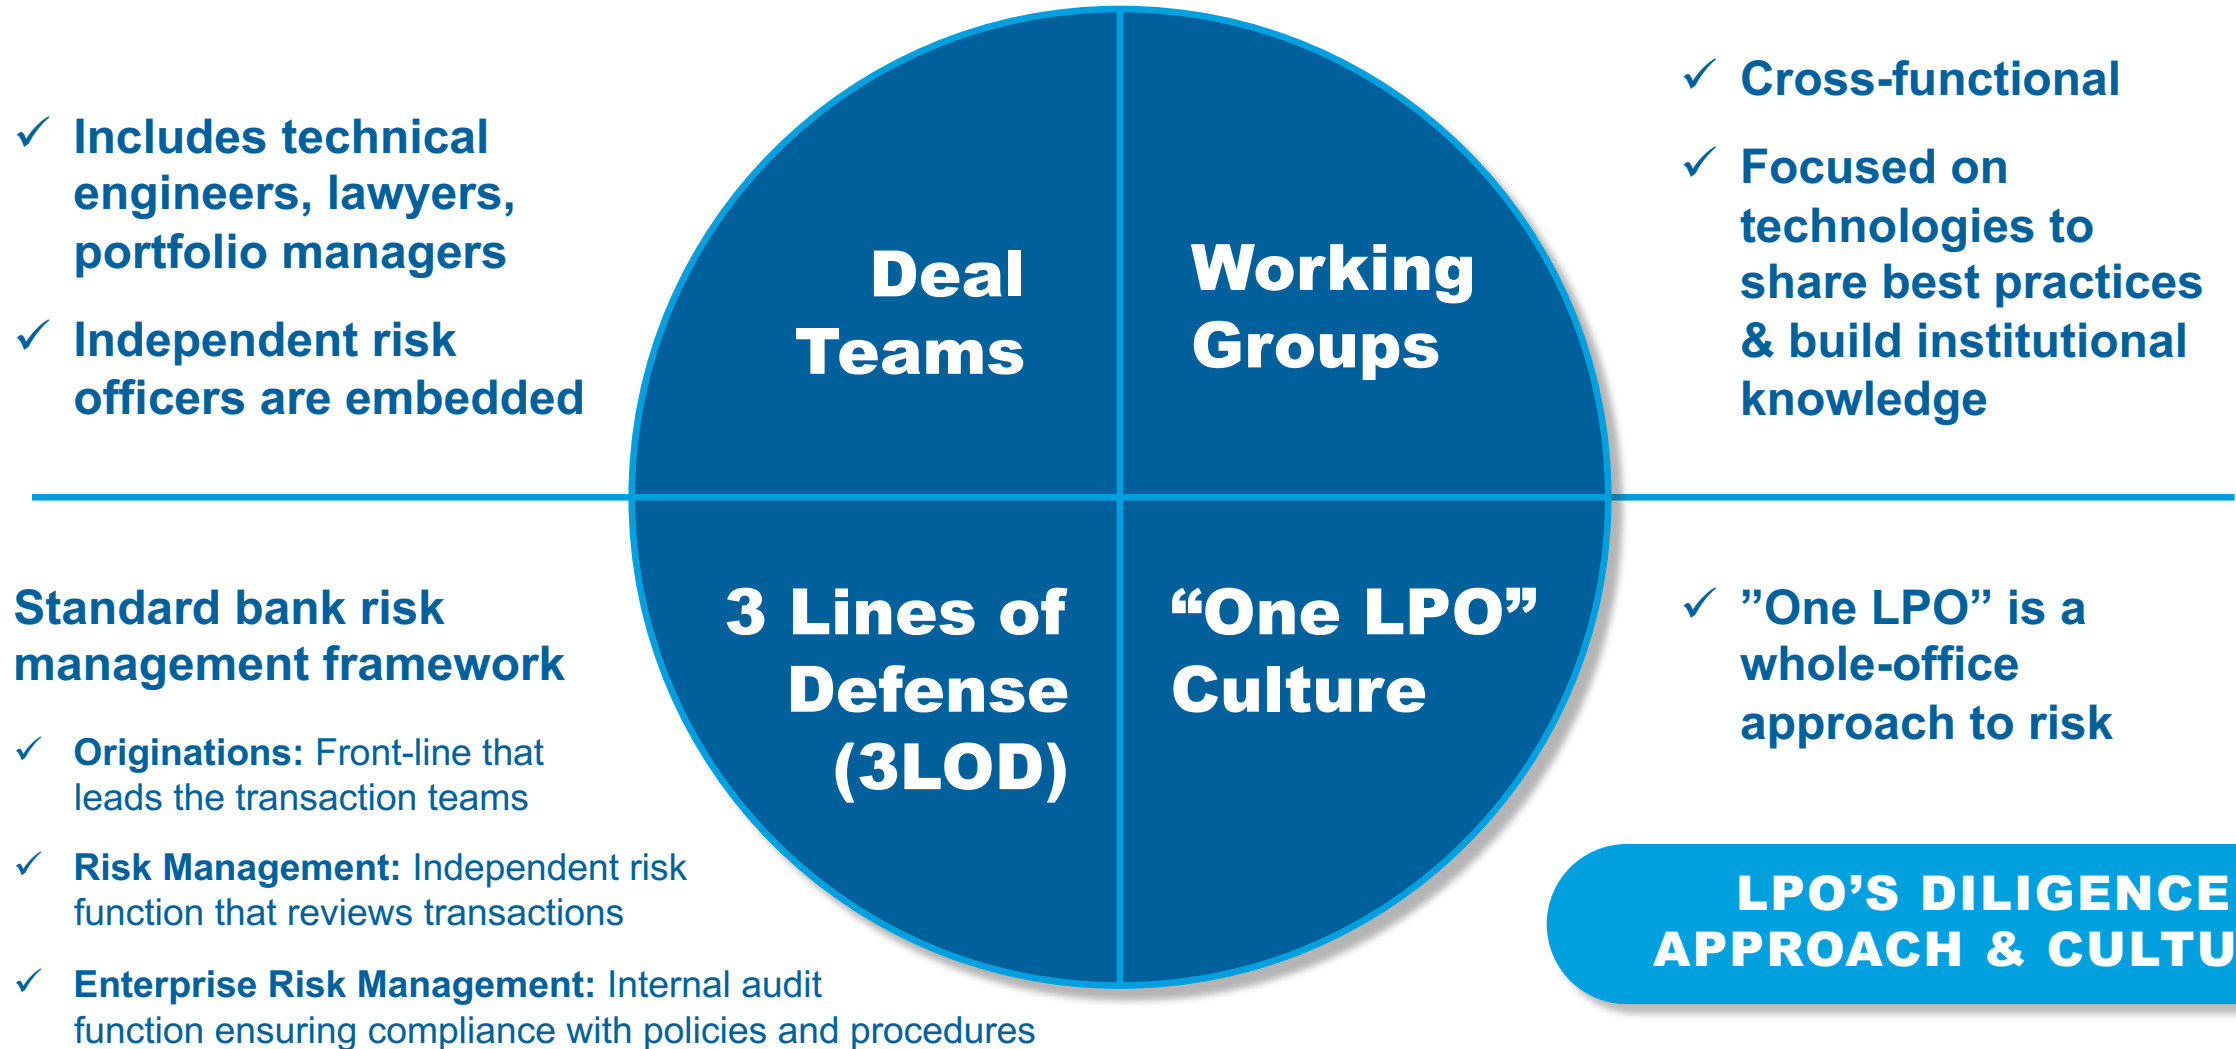 ✓ Includes technical
engineers, lawyers,
portfolio managers
✓ Independent risk
officers are embedded
Deal
Teams
Working
Groups
✓ Cross-functional
✓ Focused on
technologies to
share best practices
& build institutional
knowledge
Standard bank risk
management framework
✓ Originations: Front-line that
leads the transaction teams
✓ Risk Management: Independent risk
function that reviews transactions
✓ Enterprise Risk Management: Internal audit
function ensuring compliance with policies and procedures
3 Lines of
Defense
(3LOD)
“One LPO”
Culture
✓ ”One LPO” is a
whole-office
approach to risk
LPO’S DILIGENCE
APPROACH & CULTU